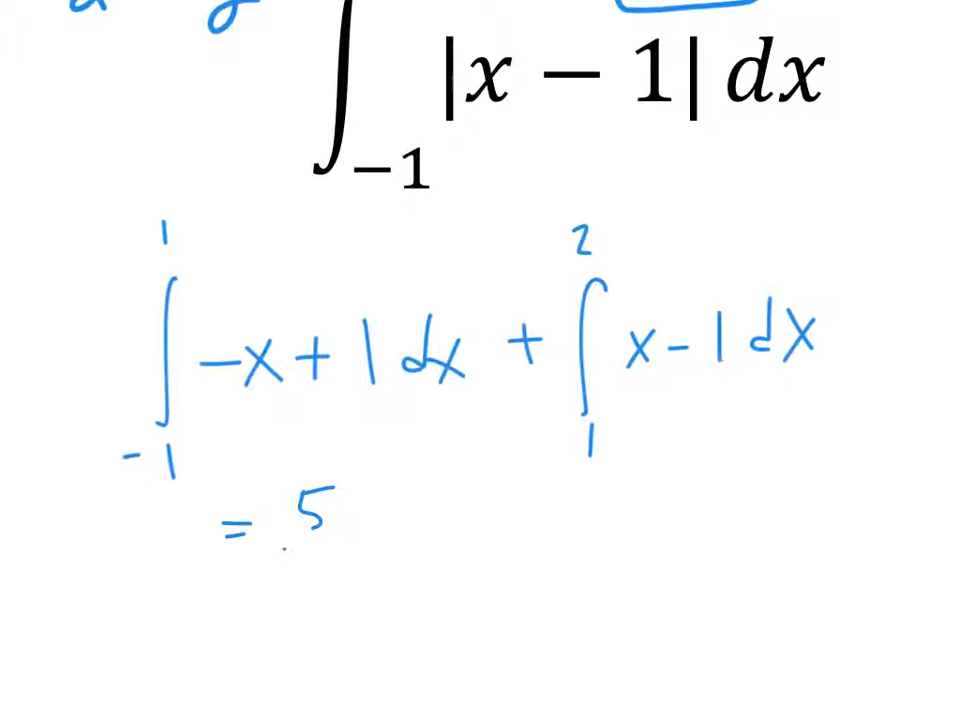 ∫_{-1} |x − 1| dx
∫_{-1}^{1} -x + 1 dx + ∫_{1}^{2} x - 1 dx
= 5